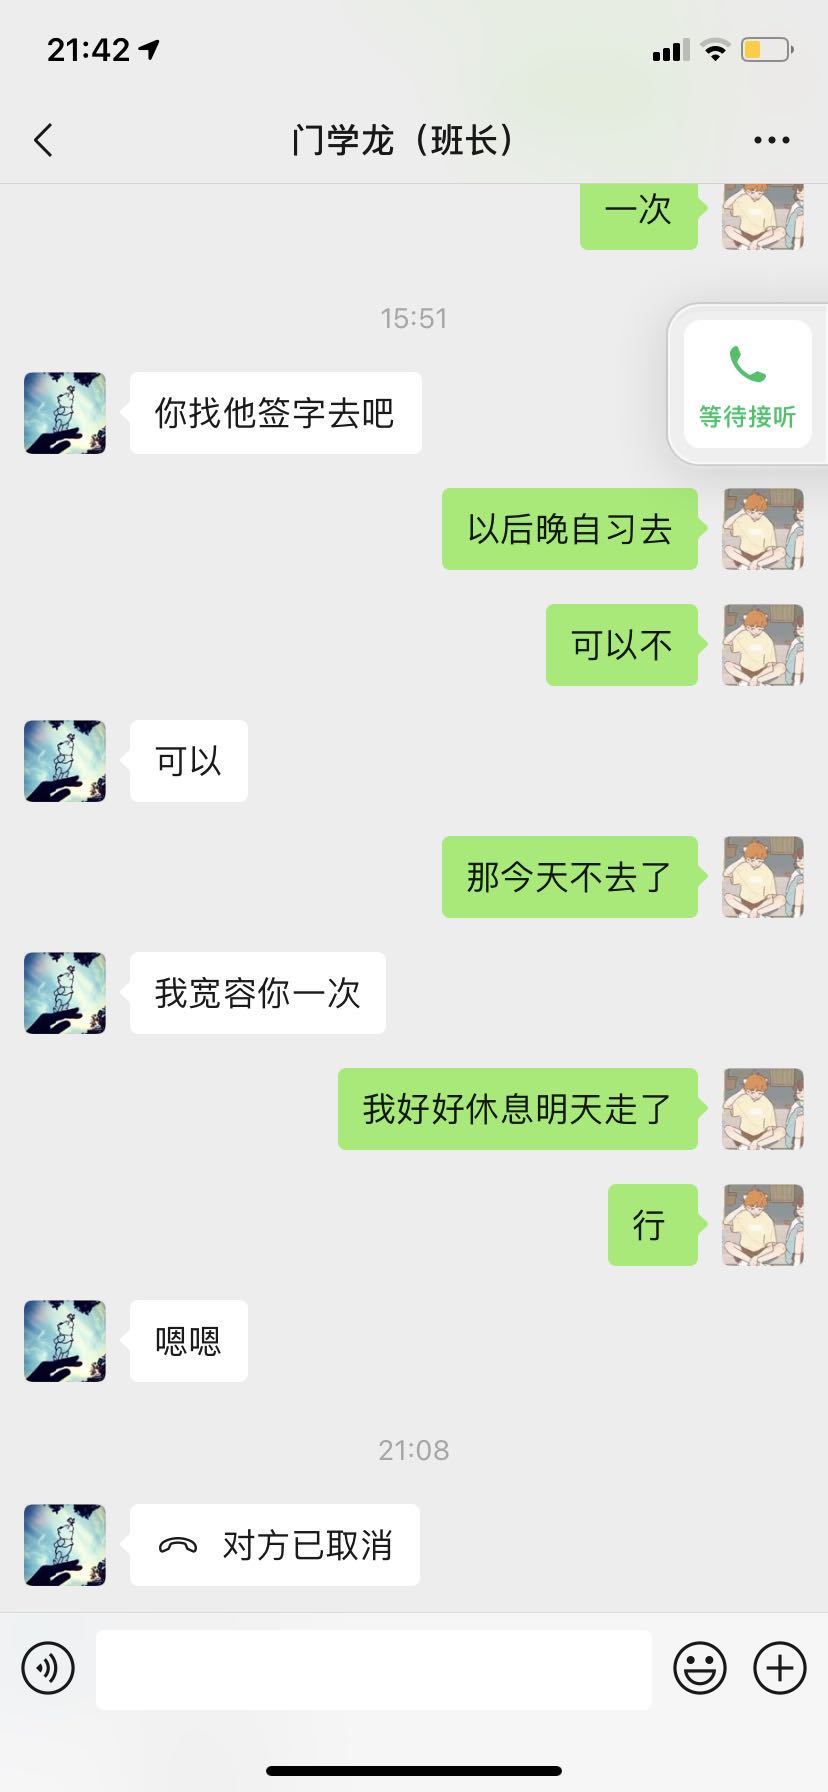 21:42
门学龙（班长）
一次
15:51
你找他签字去吧
等待接听
以后晚自习去
可以不
可以
那今天不去了
我宽容你一次
我好好休息明天走了
行
嗯嗯
21:08
对方已取消